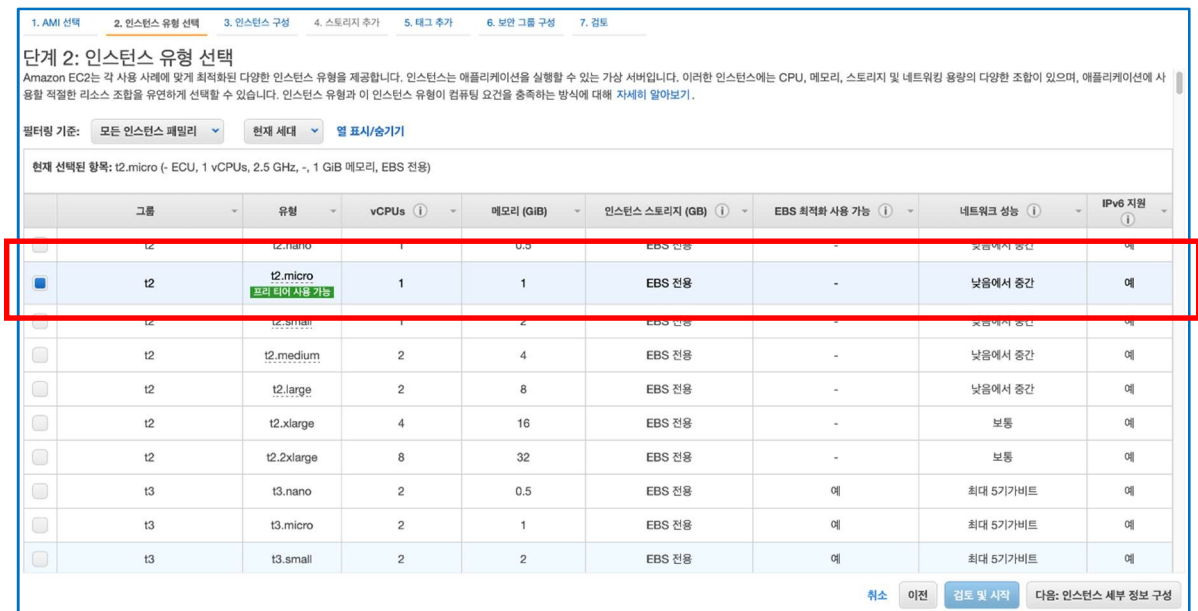 1. AMI 선택 2. 인스턴스 유형 선택 3. 인스턴스 구성 4. 스토리지 추가 5. 태그 추가 6. 보안 그룹 구성 7. 검토
단계 2: 인스턴스 유형 선택
Amazon EC2는 각 사용 사례에 맞게 최적화된 다양한 인스턴스 유형을 제공합니다. 인스턴스는 애플리케이션을 실행할 수 있는 가상 서버입니다. 이러한 인스턴스에는 CPU, 메모리, 스토리지 및 네트워킹 용량의 다양한 조합이 있으며, 애플리케이션에 사
용할 적절한 리소스 조합을 유연하게 선택할 수 있습니다. 인스턴스 유형과 이 인스턴스 유형이 컴퓨팅 요건을 충족하는 방식에 대해 자세히 알아보기.
필터링 기준: 모든 인스턴스 패밀리 현재 세대 열 표시/숨기기
현재 선택된 항목: t2.micro (- ECU, 1 vCPUs, 2.5 GHz, -, 1 GiB 메모리, EBS 전용)
그룹 유형 vCPUs i 메모리 (GiB) 인스턴스 스토리지 (GB) i EBS 최적화 사용 가능 i 네트워크 성능 i IPv6 지원 i
t2 t2.nano 1 0.5 EBS 전용 - 낮음에서 중간 예
t2 t2.micro 1 1 EBS 전용 - 낮음에서 중간 예
프리 티어 사용 가능
t2 t2.small 1 2 EBS 전용 - 낮음에서 중간 예
t2 t2.medium 2 4 EBS 전용 - 낮음에서 중간 예
t2 t2.large 2 8 EBS 전용 - 낮음에서 중간 예
t2 t2.xlarge 4 16 EBS 전용 - 보통 예
t2 t2.2xlarge 8 32 EBS 전용 - 보통 예
t3 t3.nano 2 0.5 EBS 전용 예 최대 5기가비트 예
t3 t3.micro 2 1 EBS 전용 예 최대 5기가비트 예
t3 t3.small 2 2 EBS 전용 예 최대 5기가비트 예
취소 이전 검토 및 시작 다음: 인스턴스 세부 정보 구성